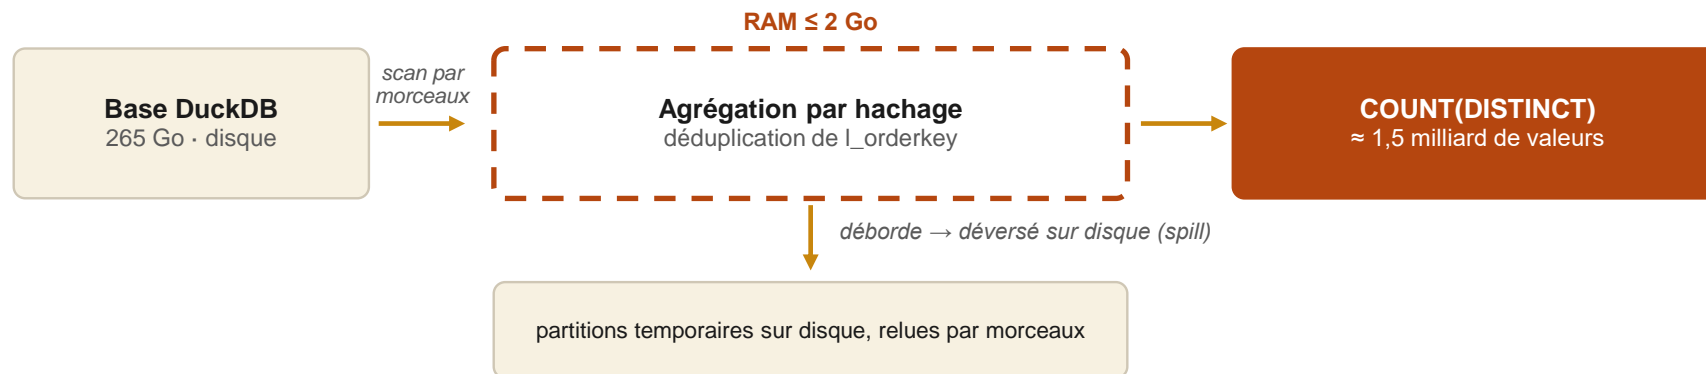 RAM ≤ 2 Go
Base DuckDB
265 Go · disque
scan par
morceaux
Agrégation par hachage
déduplication de l_orderkey
COUNT(DISTINCT)
≈ 1,5 milliard de valeurs
déborde → déversé sur disque (spill)
partitions temporaires sur disque, relues par morceaux